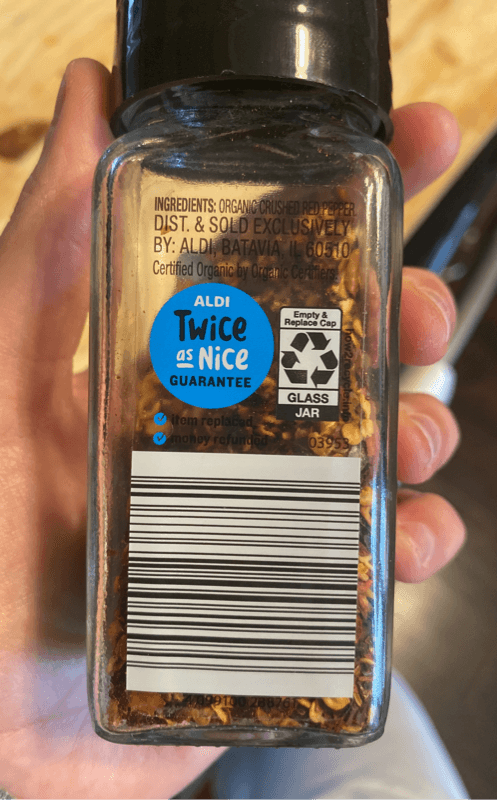 INGREDIENTS: ORGANIC CRUSHED RED PEPPER.
DIST. & SOLD EXCLUSIVELY
BY: ALDI, BATAVIA, IL 60510
Certified Organic by Organic Certifiers
ALDI
Twice
as Nice
GUARANTEE
item replaced
money refunded
Empty &
Replace Cap
GLASS
JAR
03953